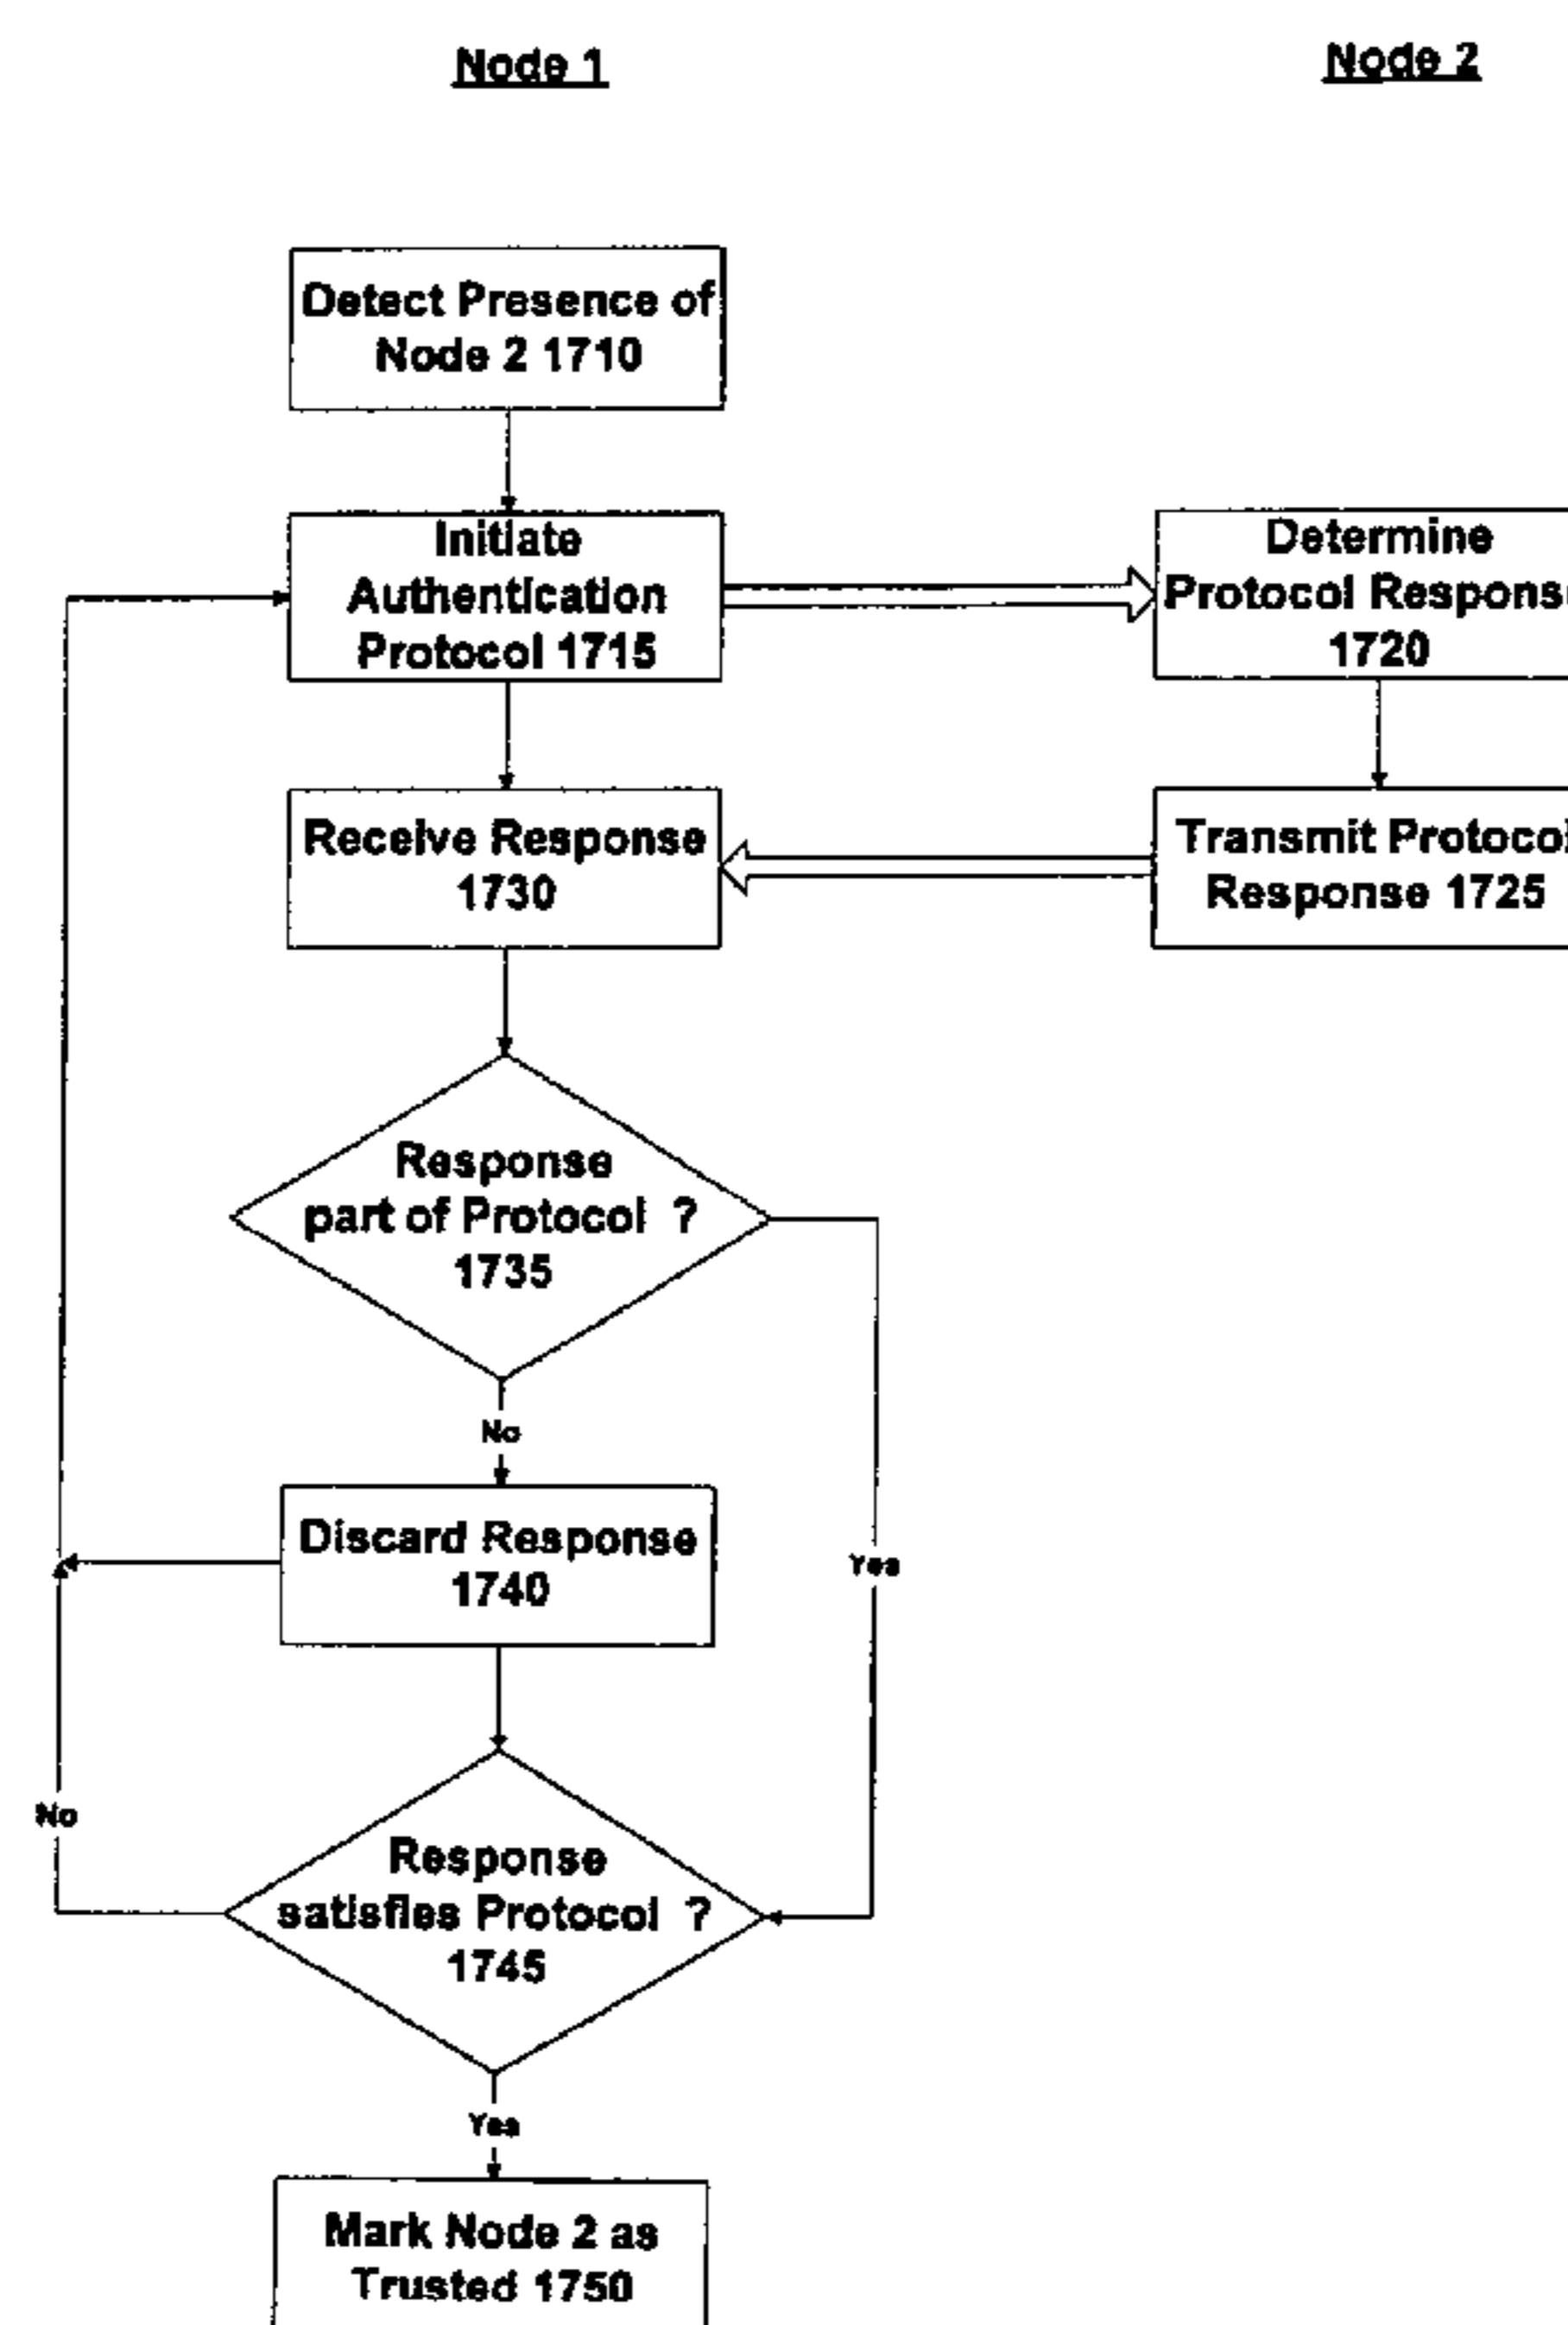 Node 1
Node 2
Detect Presence of
Node 2 1710
Initiate
Authentication
Protocol 1715
Determine
Protocol Response
1720
Receive Response
1730
Transmit Protocol
Response 1725
Response
part of Protocol ?
1735
No
Discard Response
1740
Yes
No
Response
satisfies Protocol ?
1745
Yes
Mark Node 2 as
Trusted 1750